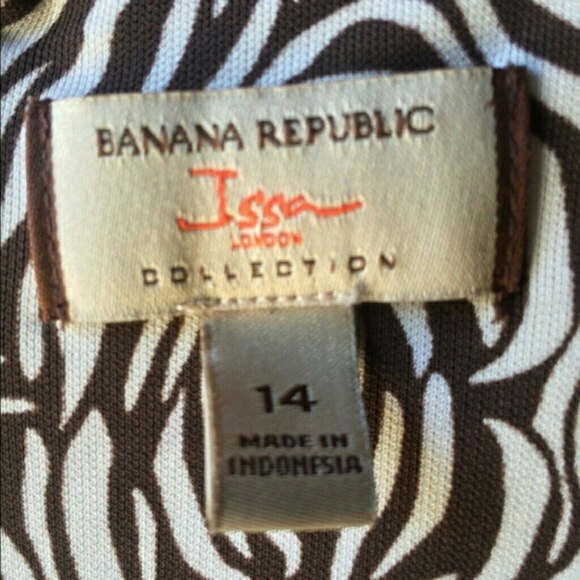 BANANA REPUBLIC
Issa
LONDON
COLLECTION
14
MADE IN
INDONESIA